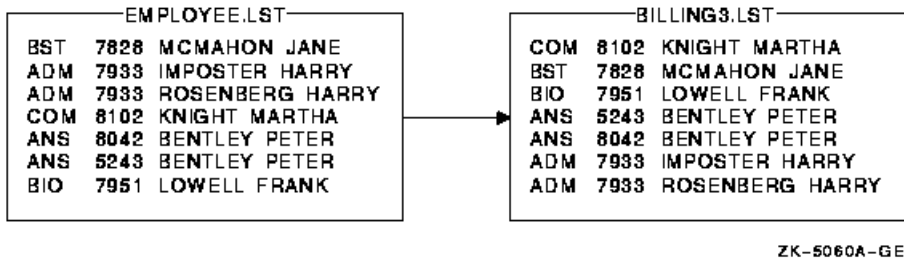 EMPLOYEE.LST
BST 7828 MCMAHON JANE
ADM 7933 IMPOSTER HARRY
ADM 7933 ROSENBERG HARRY
COM 8102 KNIGHT MARTHA
ANS 8042 BENTLEY PETER
ANS 5243 BENTLEY PETER
BIO 7951 LOWELL FRANK
BILLING3.LST
COM 8102 KNIGHT MARTHA
BST 7828 MCMAHON JANE
BIO 7951 LOWELL FRANK
ANS 5243 BENTLEY PETER
ANS 8042 BENTLEY PETER
ADM 7933 IMPOSTER HARRY
ADM 7933 ROSENBERG HARRY
ZK-5060A-GE